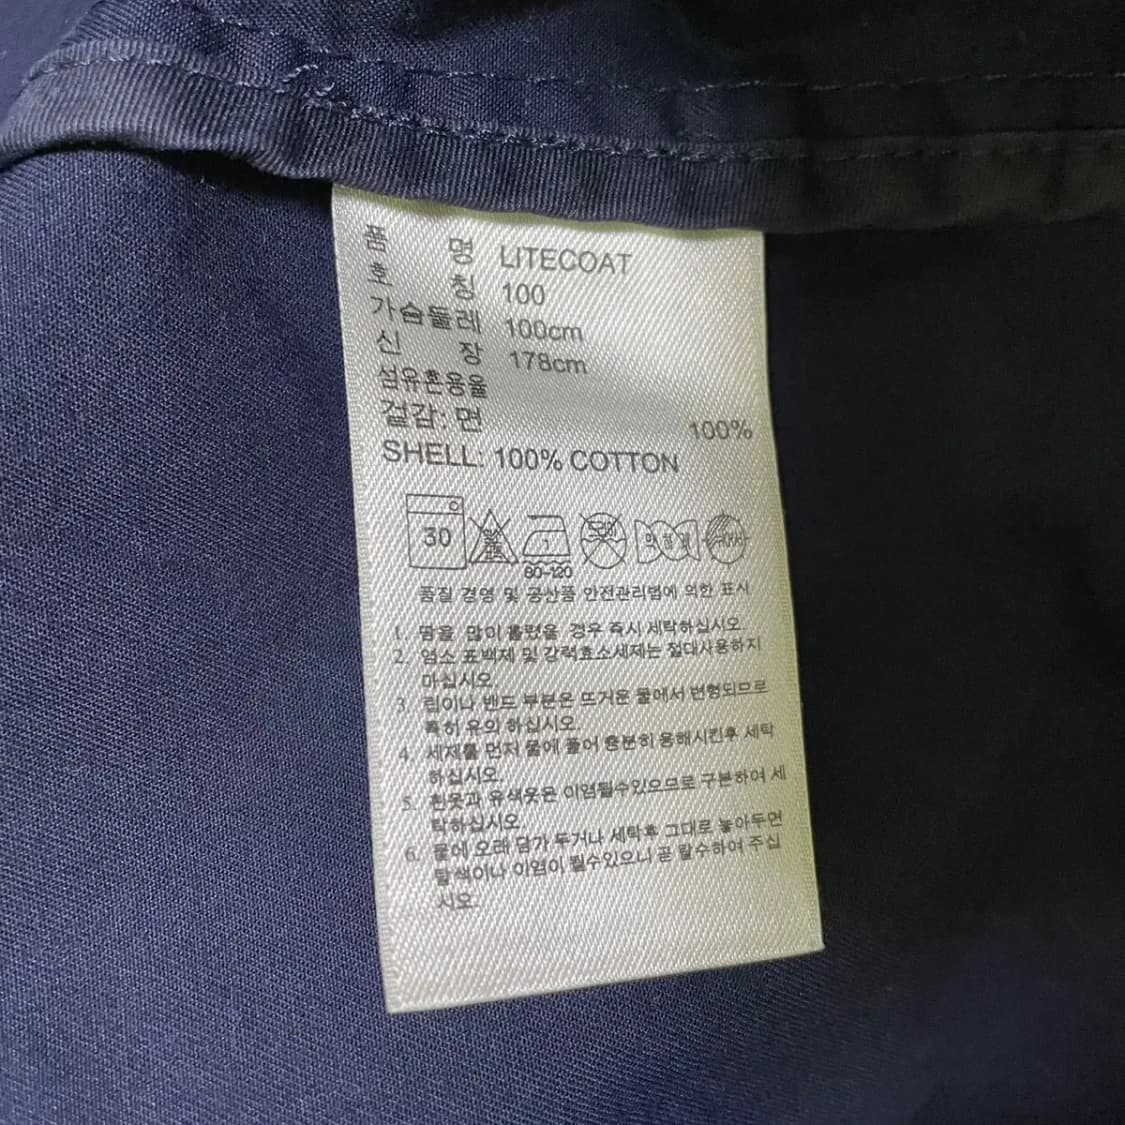 품 명 LITECOAT
호 칭 100
가슴둘레 100cm
신 장 178cm
섬유혼용율
겉감: 면 100%
SHELL: 100% COTTON
30
80-120
품질 경영 및 공산품 안전관리법에 의한 표시
1. 땀을 많이 흘렸을 경우 즉시 세탁하십시오.
2. 염소 표백제 및 강력효소세제는 절대사용하지
마십시오.
3. 립이나 밴드 부분은 뜨거운 물에서 변형되므로
특히 유의 하십시오.
4. 세제를 먼저 물에 풀어 충분히 용해시킨후 세탁
하십시오.
5. 흰옷과 유색옷은 이염될수있으므로 구분하여 세
탁하십시오.
6. 물에 오래 담가 두거나 세탁후 그대로 놓아두면
탈색이나 이염이 될수있으니 곧 탈수하여 주십
시오.